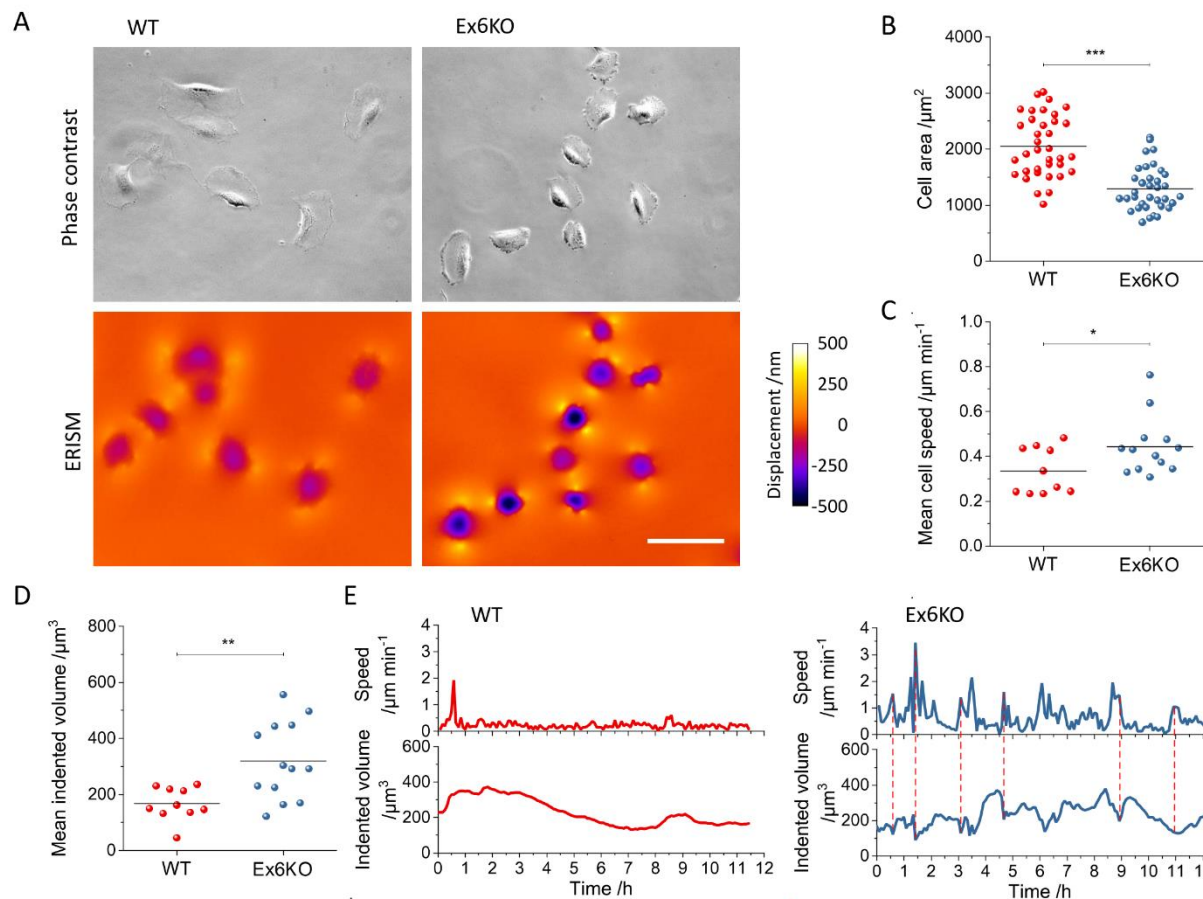 A
WT
Ex6KO
Phase contrast
ERISM
Displacement /nm
500
250
0
-250
-500
B
Cell area /µm²
4000
3000
2000
1000
0
***
WT
Ex6KO
C
Mean cell speed /µm min⁻¹
1.0
0.8
0.6
0.4
0.2
0.0
*
WT
Ex6KO
D
Mean indented volume /µm³
800
600
400
200
0
**
WT
Ex6KO
E
WT
Speed
/µm min⁻¹
4
3
2
1
0
Indented volume
/µm³
600
400
200
0
0 1 2 3 4 5 6 7 8 9 10 11 12
Time /h
Ex6KO
Speed
/µm min⁻¹
4
3
2
1
0
Indented volume
/µm³
600
400
200
0
0 1 2 3 4 5 6 7 8 9 10 11 12
Time /h